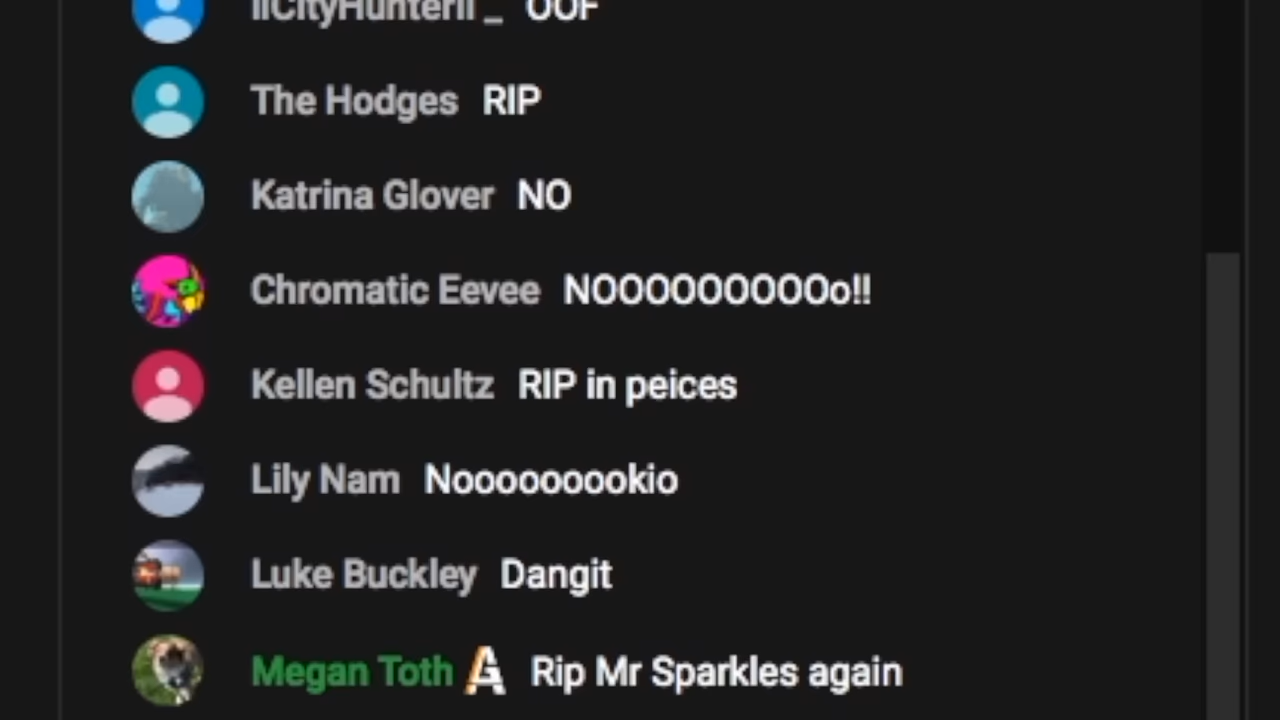 IlCityHunterII _ OOF
The Hodges RIP
Katrina Glover NO
Chromatic Eevee NOOOOOOOOOo!!
Kellen Schultz RIP in peices
Lily Nam Nooooooookio
Luke Buckley Dangit
Megan Toth Rip Mr Sparkles again